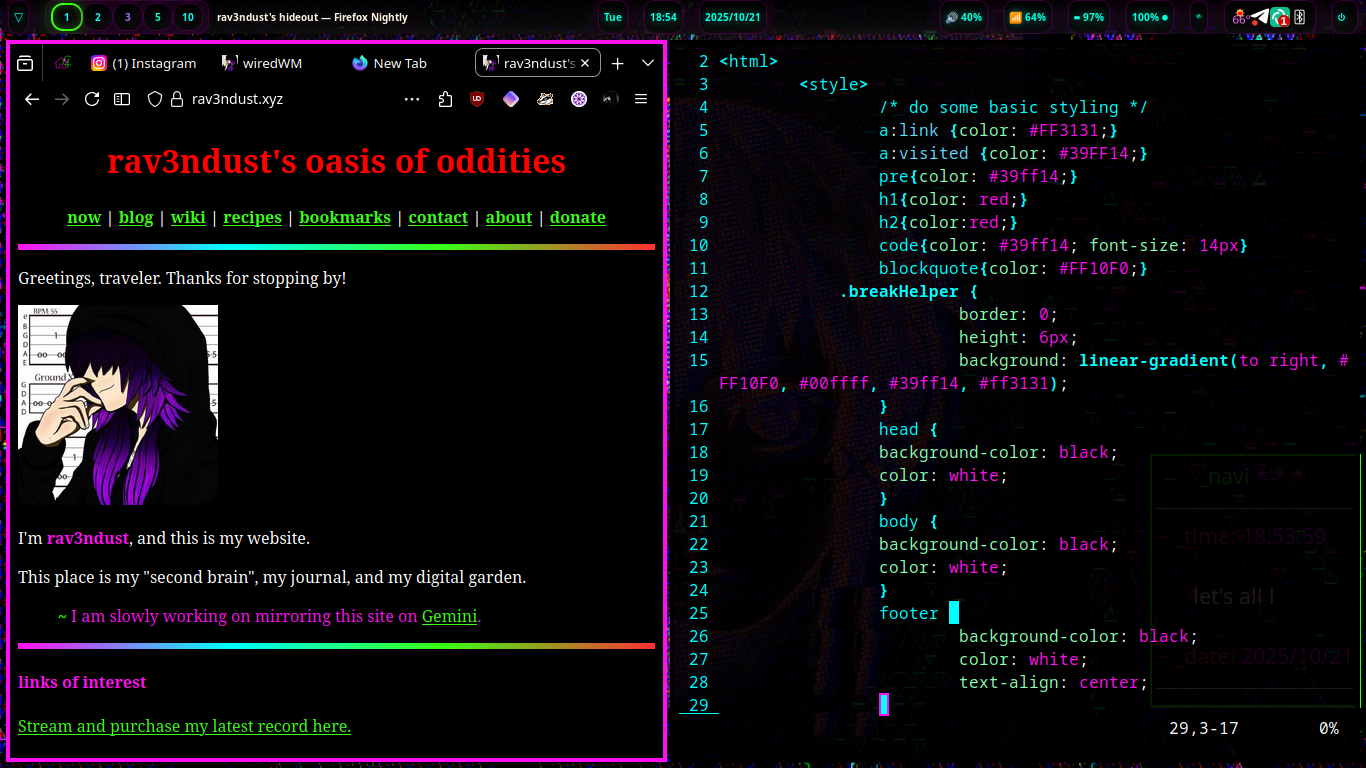 1 2 3 5 10 rav3ndust's hideout — Firefox Nightly Tue 18:54 2025/10/21 40% 64% 97% 100% 66° 1
(1) Instagram wiredWM New Tab rav3ndust's
rav3ndust.xyz
rav3ndust's oasis of oddities
now | blog | wiki | recipes | bookmarks | contact | about | donate
Greetings, traveler. Thanks for stopping by!
BPM:55
Ground
I'm rav3ndust, and this is my website.
This place is my "second brain", my journal, and my digital garden.
~ I am slowly working on mirroring this site on Gemini.
links of interest
Stream and purchase my latest record here.
2 <html>
3 <style>
4 /* do some basic styling */
5 a:link {color: #FF3131;}
6 a:visited {color: #39FF14;}
7 pre{color: #39ff14;}
8 h1{color: red;}
9 h2{color:red;}
10 code{color: #39ff14; font-size: 14px}
11 blockquote{color: #FF10F0;}
12 .breakHelper {
13 border: 0;
14 height: 6px;
15 background: linear-gradient(to right, #
FF10F0, #00ffff, #39ff14, #ff3131);
16 }
17 head {
18 background-color: black;
19 color: white;
20 }
21 body {
22 background-color: black;
23 color: white;
24 }
25 footer
26 background-color: black;
27 color: white;
28 text-align: center;
29
29,3-17 0%
_navi * * *
~ _time: 18:53:59
let's all l
~ _date: 2025/10/21